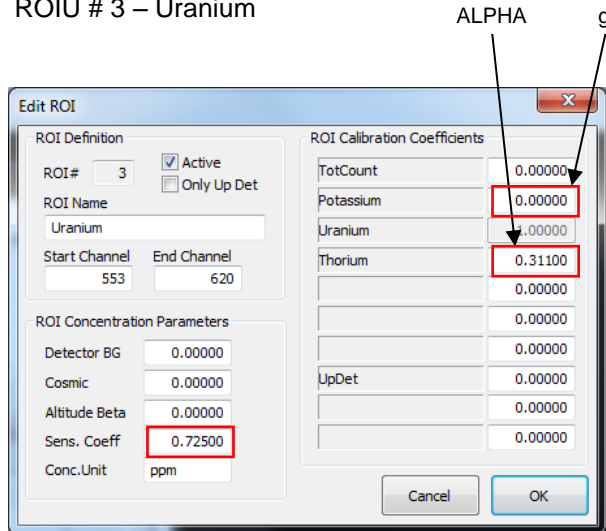 ROIU # 3 – Uranium
ALPHA
g
Edit ROI
ROI Definition
ROI# 3
Active
Only Up Det
ROI Name
Uranium
Start Channel End Channel
553 620
ROI Concentration Parameters
Detector BG 0.00000
Cosmic 0.00000
Altitude Beta 0.00000
Sens. Coeff 0.72500
Conc.Unit ppm
ROI Calibration Coefficients
TotCount 0.00000
Potassium 0.00000
Uranium 1.00000
Thorium 0.31100
0.00000
0.00000
0.00000
UpDet 0.00000
0.00000
0.00000
Cancel OK